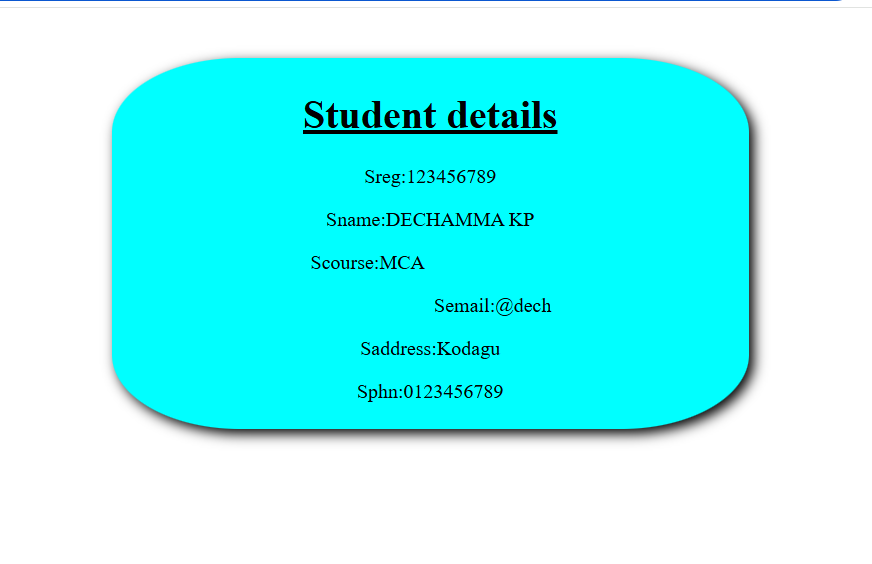 Student details
Sreg:123456789
Sname:DECHAMMA KP
Scourse:MCA
Semail:@dech
Saddress:Kodagu
Sphn:0123456789